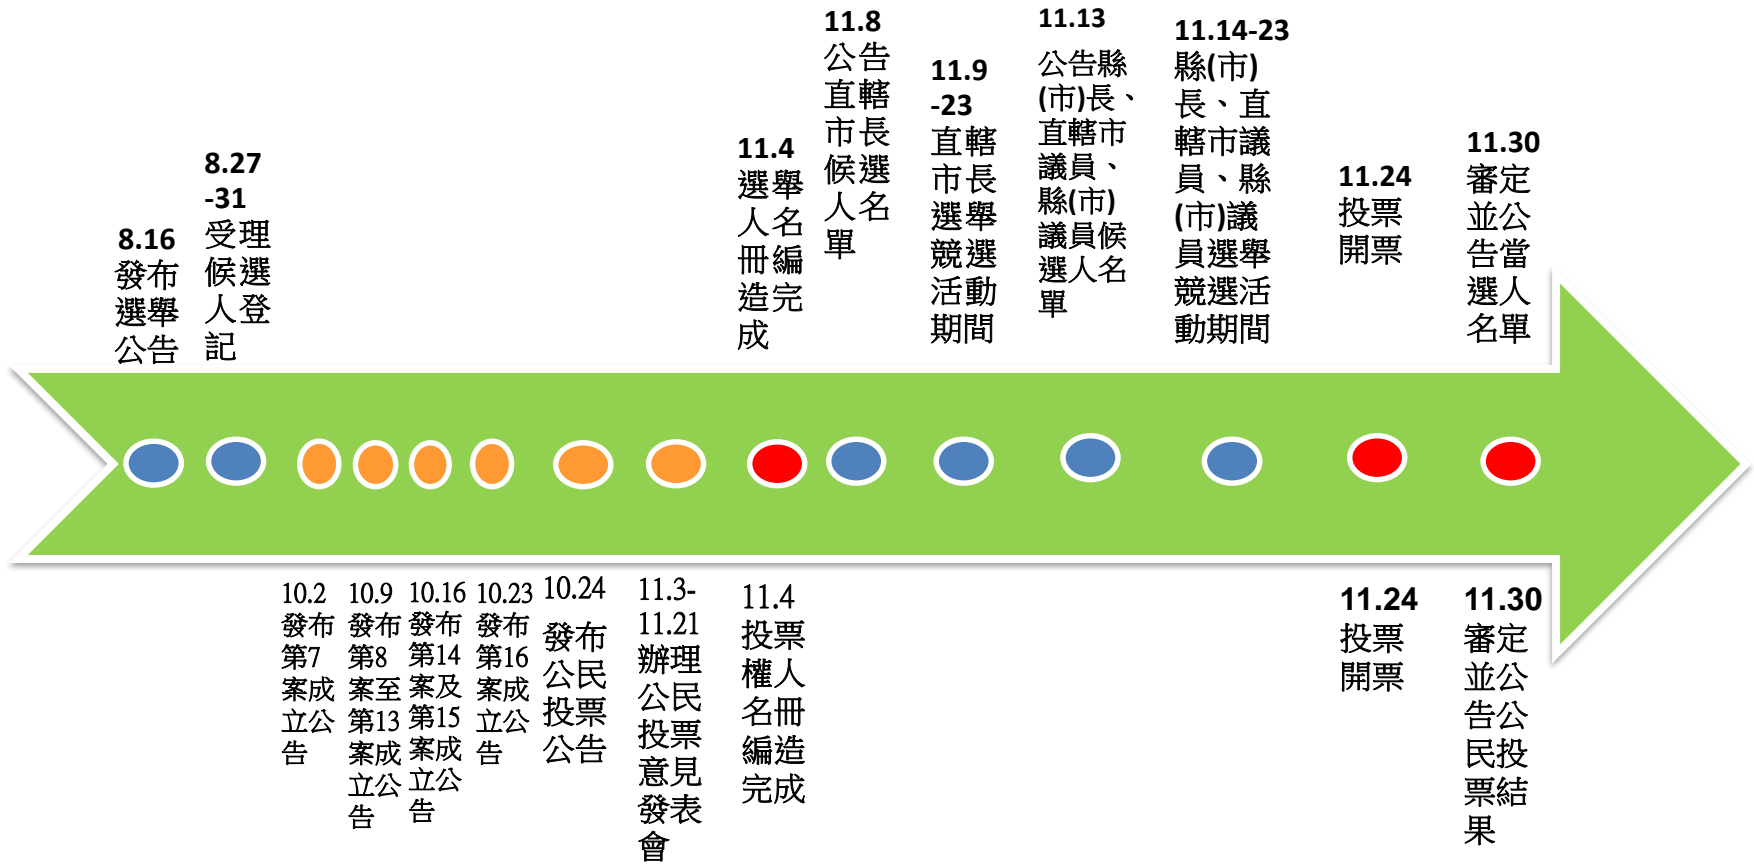 8.16
發布
選舉
公告
8.27
-31
受理
候選
人登
記
11.4
選舉
人名
冊編
造完
成
11.8
公告
直轄
市長
候選
人名
單
11.9
-23
直轄
市長
選舉
競選
活動
期間
11.13
公告縣
(市)長、
直轄市
議員、
縣(市)
議員候
選人名
單
11.14-23
縣(市)
長、直
轄市議
員、縣
(市)議
員選舉
競選活
動期間
11.24
投票
開票
11.30
審定
並公
告當
選人
名單
10.2
發布
第7
案成
立公
告
10.9
發布
第8
案至
第13
案成
立公
告
10.16
發布
第14
案及
第15
案成
立公
告
10.23
發布
第16
案成
立公
告
10.24
發布
公民
投票
公告
11.3-
11.21
辦理
公民
投票
意見
發表
會
11.4
投票
權人
名冊
編造
完成
11.24
投票
開票
11.30
審定
並公
告公
民投
票結
果